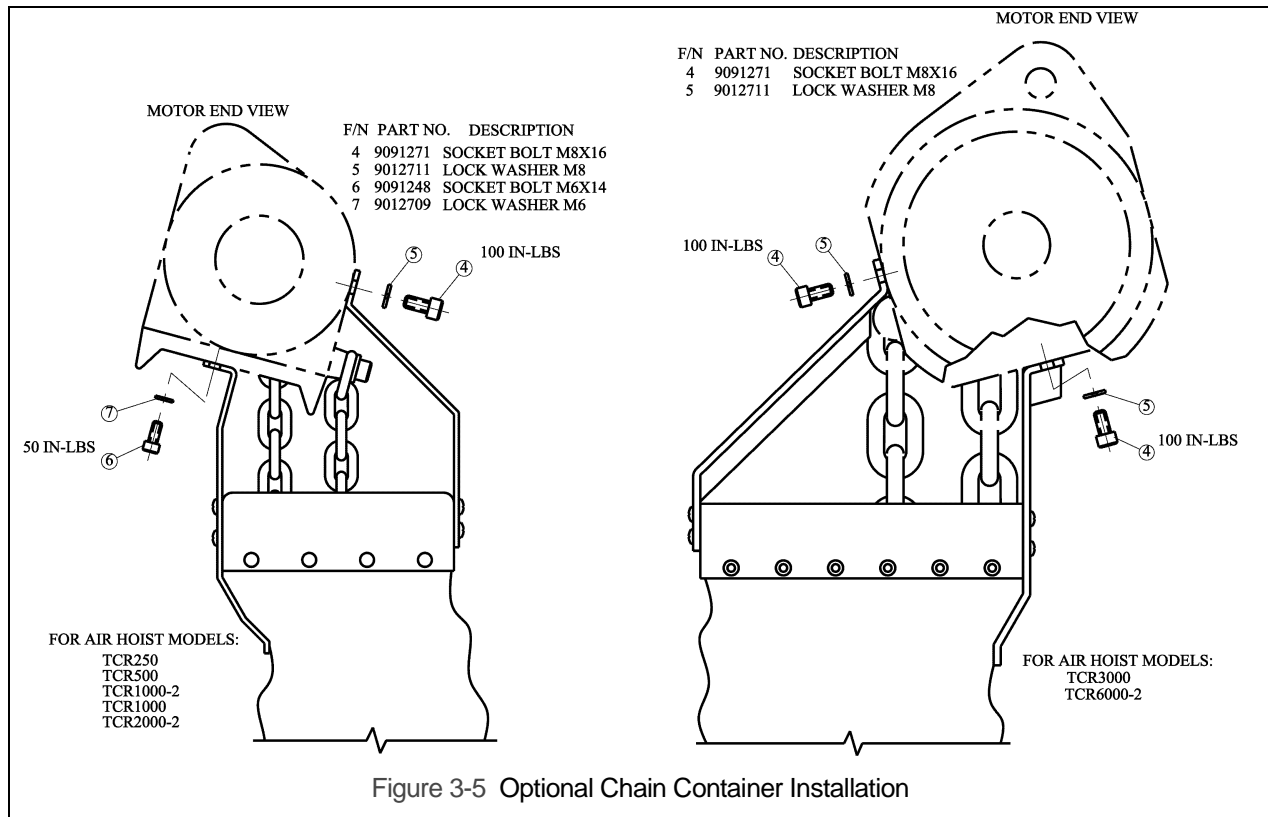 MOTOR END VIEW
F/N PART NO. DESCRIPTION
4 9091271 SOCKET BOLT M8X16
5 9012711 LOCK WASHER M8
6 9091248 SOCKET BOLT M6X14
7 9012709 LOCK WASHER M6
5
4
100 IN-LBS
7
50 IN-LBS
6
FOR AIR HOIST MODELS:
TCR250
TCR500
TCR1000-2
TCR1000
TCR2000-2
MOTOR END VIEW
F/N PART NO. DESCRIPTION
4 9091271 SOCKET BOLT M8X16
5 9012711 LOCK WASHER M8
100 IN-LBS
4
5
5
4
100 IN-LBS
FOR AIR HOIST MODELS:
TCR3000
TCR6000-2
Figure 3-5 Optional Chain Container Installation